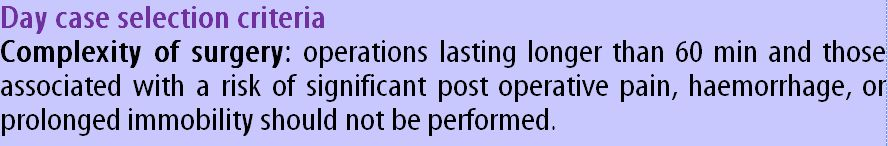 Day case selection criteria
Complexity of surgery: operations lasting longer than 60 min and those
associated with a risk of significant post operative pain, haemorrhage, or
prolonged immobility should not be performed.